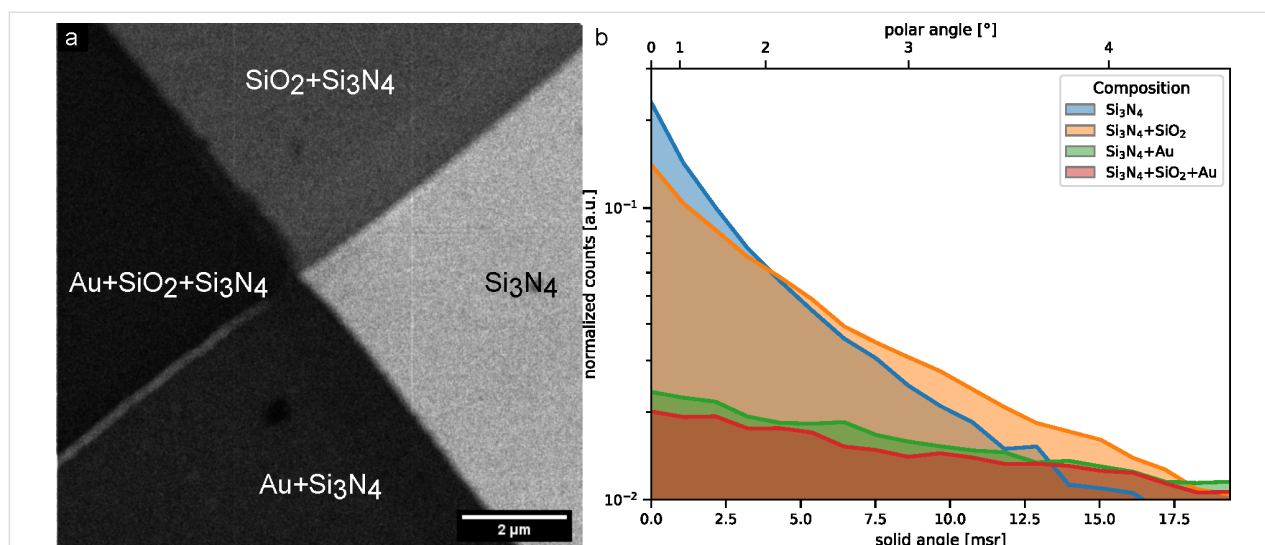 a
SiO₂+Si₃N₄
Au+SiO₂+Si₃N₄
Si₃N₄
Au+Si₃N₄
2 µm
b
polar angle [°]
0 1 2 3 4
normalized counts [a.u.]
10⁻¹
10⁻²
Composition
Si₃N₄
Si₃N₄+SiO₂
Si₃N₄+Au
Si₃N₄+SiO₂+Au
0.0 2.5 5.0 7.5 10.0 12.5 15.0 17.5
solid angle [msr]